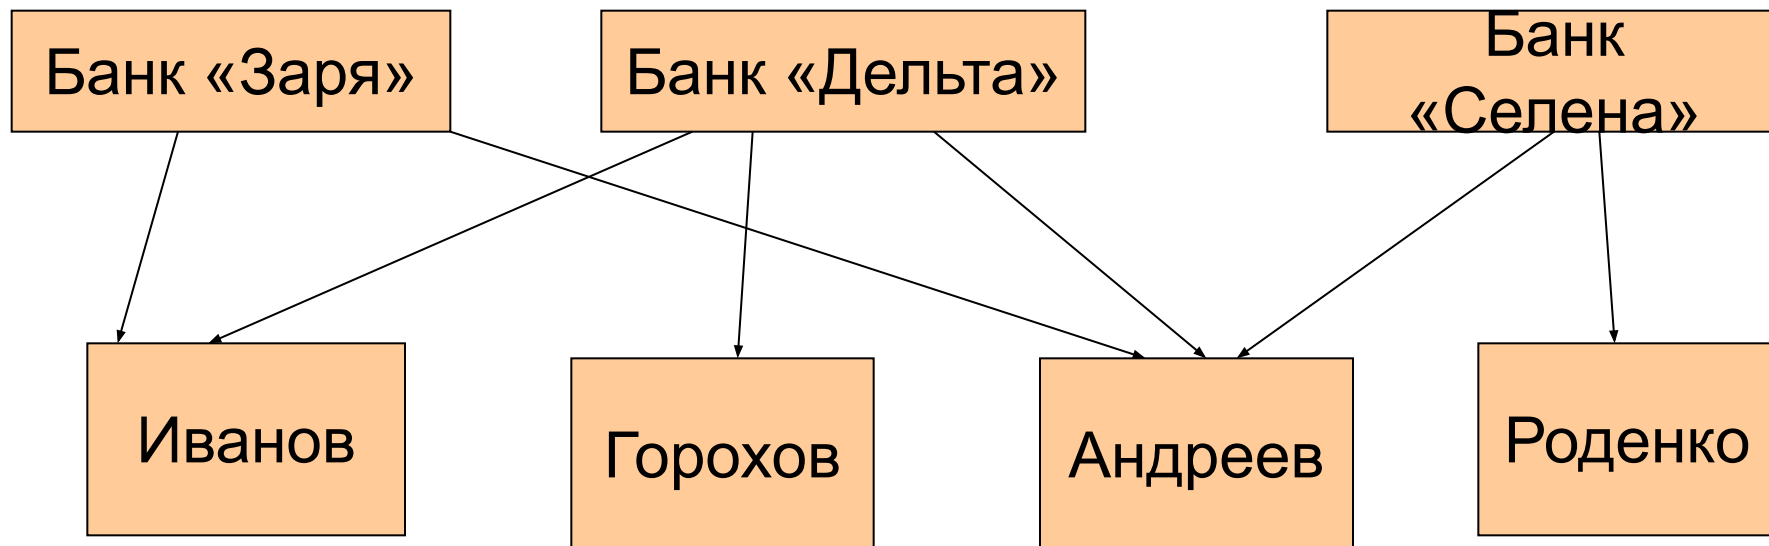 Банк «Заря»
Банк «Дельта»
Банк
«Селена»
Иванов
Горохов
Андреев
Роденко